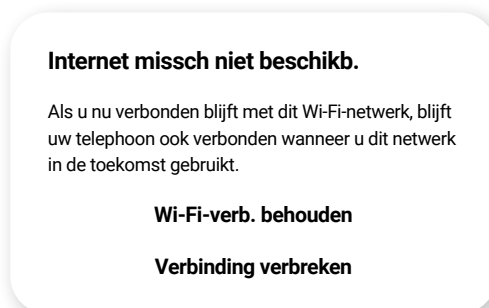 Internet missch niet beschikb.
Als u nu verbonden blijft met dit Wi-Fi-netwerk, blijft
uw telephoon ook verbonden wanneer u dit netwerk
in de toekomst gebruikt.
Wi-Fi-verb. behouden
Verbinding verbreken